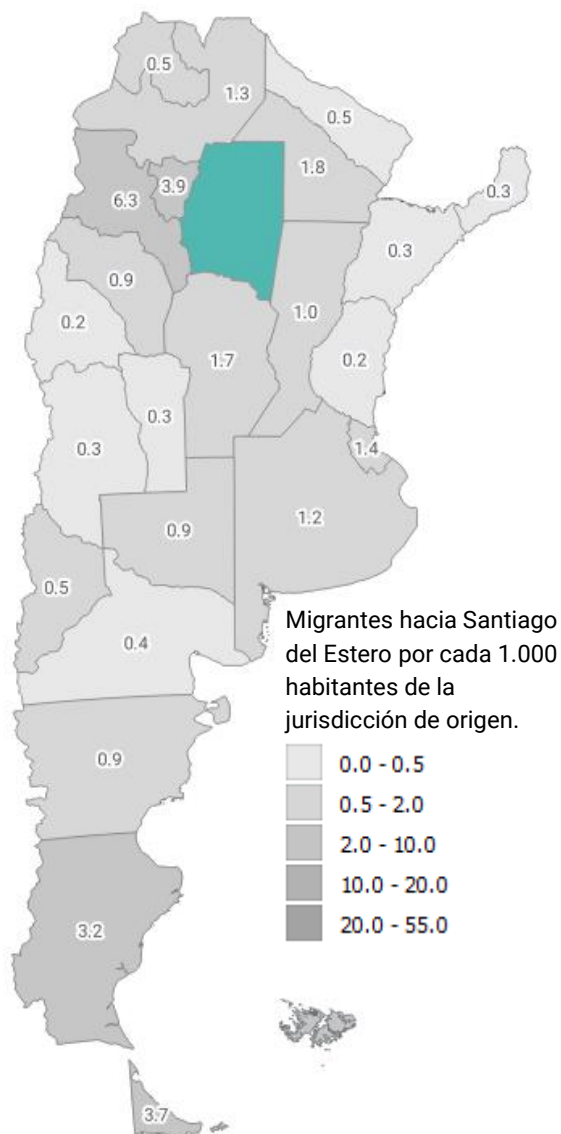 0.5
1.3
0.5
1.8
3.9
6.3
0.3
0.3
0.9
1.0
0.2
1.7
0.2
0.3
0.3
1.4
1.2
0.9
0.5
Migrantes hacia Santiago
del Estero por cada 1.000
habitantes de la
jurisdicción de origen.
0.4
0.9
0.0 - 0.5
0.5 - 2.0
2.0 - 10.0
10.0 - 20.0
20.0 - 55.0
3.2
3.7